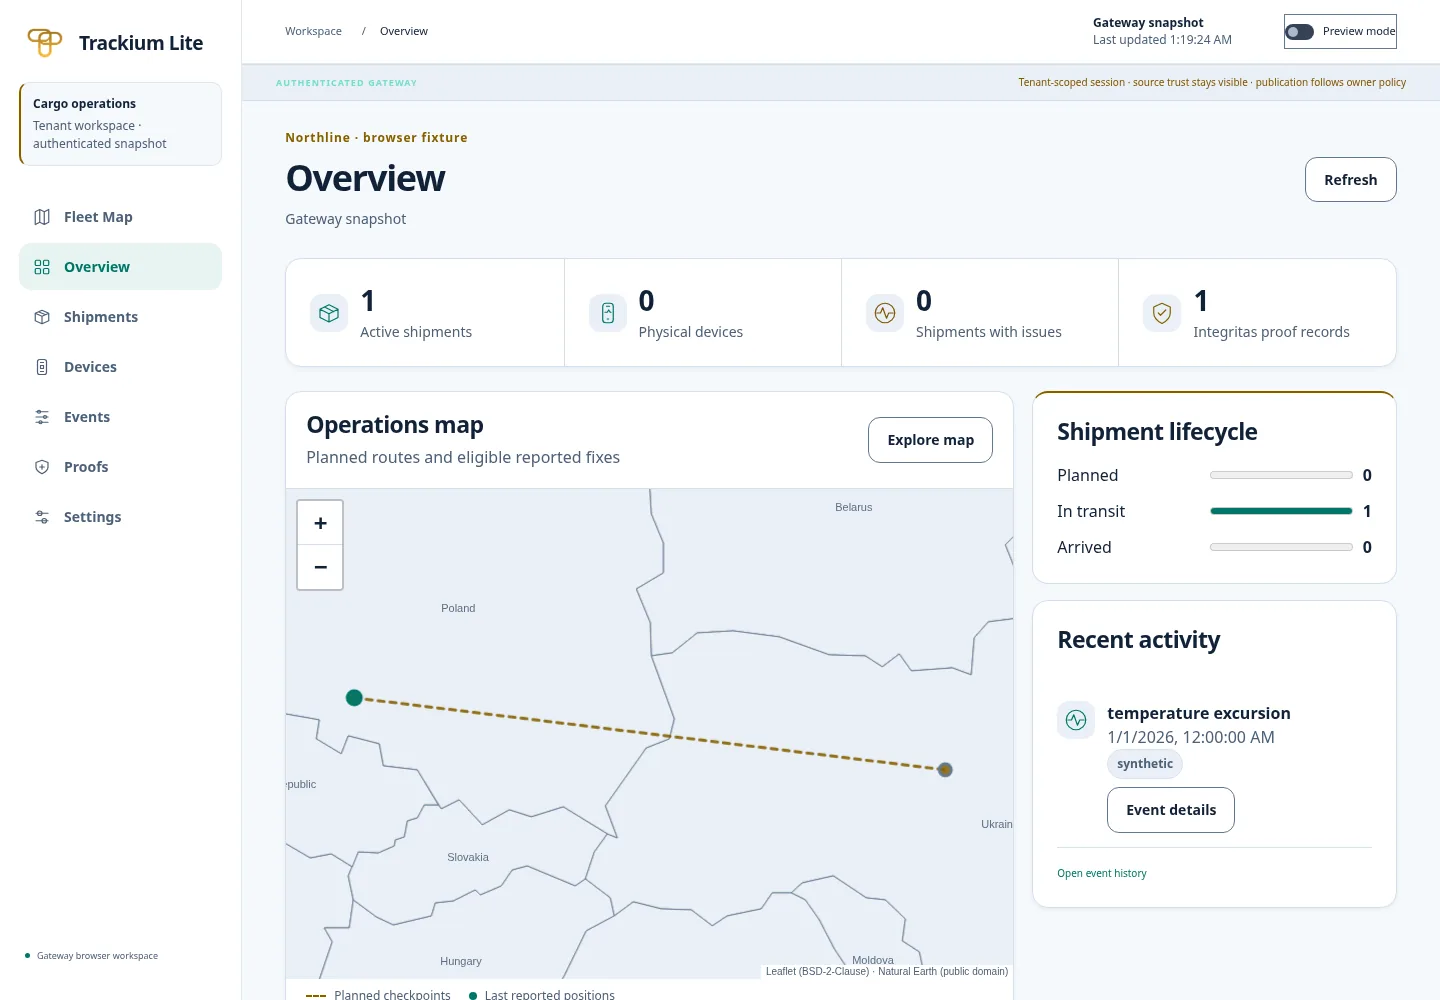 Trackium Lite
Cargo operations
Tenant workspace ·
authenticated snapshot
Fleet Map
Overview
Shipments
Devices
Events
Proofs
Settings
Gateway browser workspace
Workspace / Overview
Gateway snapshot
Last updated 1:19:24 AM
Preview mode
AUTHENTICATED GATEWAY
Tenant-scoped session · source trust stays visible · publication follows owner policy
Northline · browser fixture
Overview
Gateway snapshot
Refresh
1
Active shipments
0
Physical devices
0
Shipments with issues
1
Integritas proof records
Operations map
Planned routes and eligible reported fixes
Explore map
+
−
Belarus
Poland
epublic
Ukrain
Slovakia
Hungary
Moldova
Leaflet (BSD-2-Clause) · Natural Earth (public domain)
Planned checkpoints
Last reported positions
Shipment lifecycle
Planned 0
In transit 1
Arrived 0
Recent activity
temperature excursion
1/1/2026, 12:00:00 AM
synthetic
Event details
Open event history